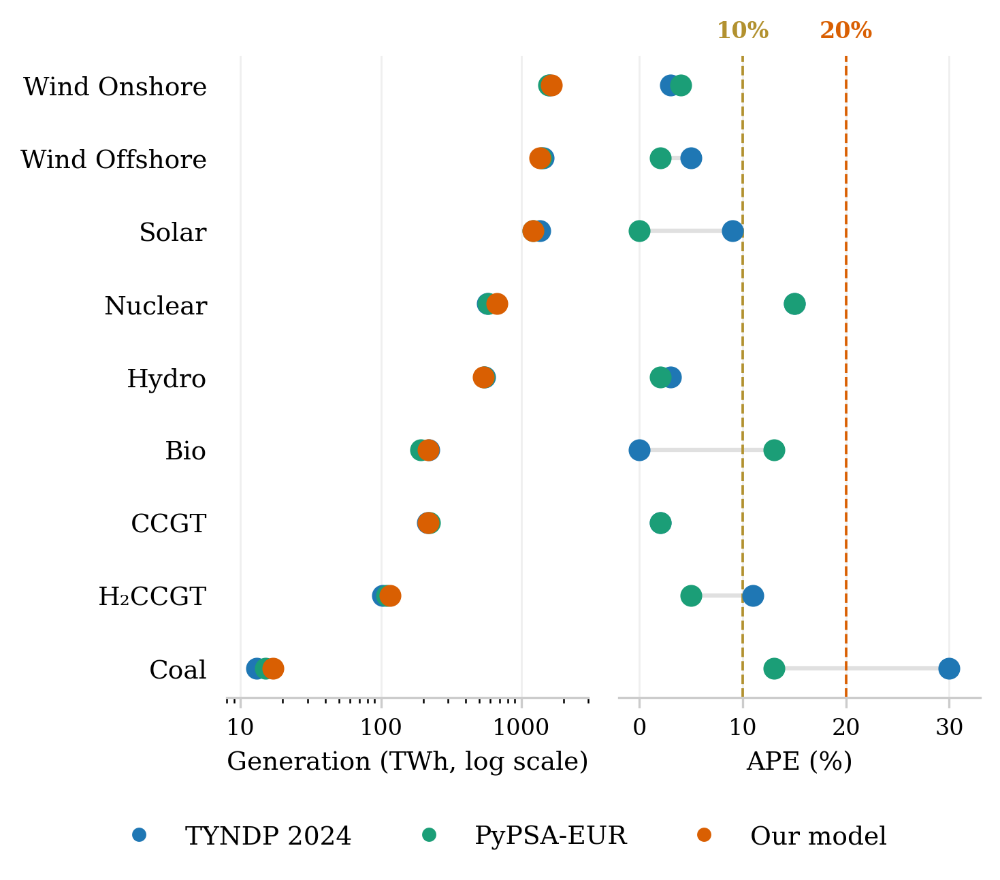 10% 20%
Wind Onshore
Wind Offshore
Solar
Nuclear
Hydro
Bio
CCGT
H₂CCGT
Coal
10 100 1000 0 10 20 30
Generation (TWh, log scale) APE (%)
TYNDP 2024 PyPSA-EUR Our model